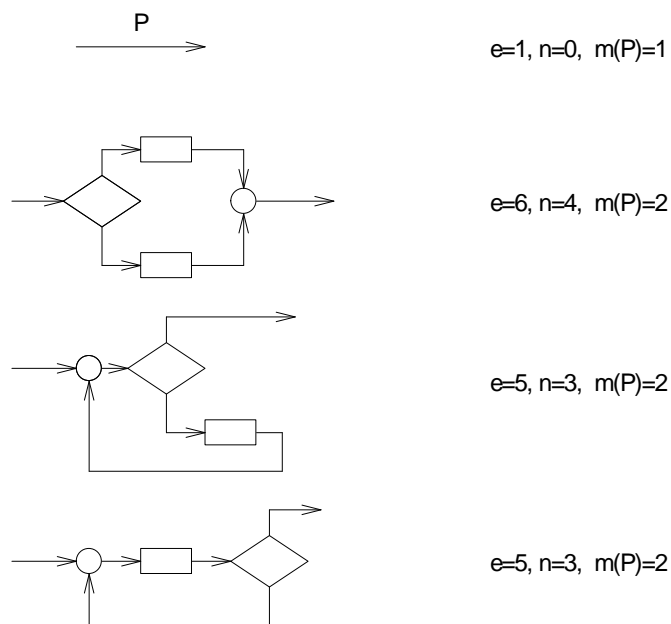 P
e=1, n=0, m(P)=1
e=6, n=4, m(P)=2
e=5, n=3, m(P)=2
e=5, n=3, m(P)=2